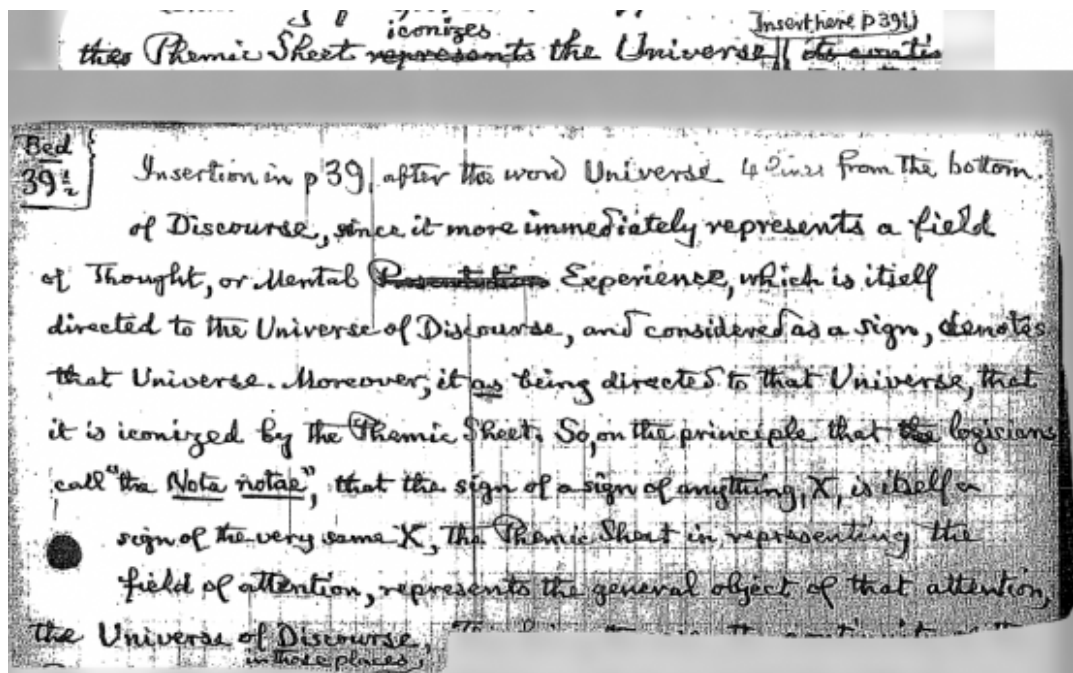 iconizes
Insert here p 39½
the Phemic Sheet represents the Universe
Bed
39½
Insertion in p 39 after the word Universe 4 lines from the bottom.
of Discourse, since it more immediately represents a field
of Thought, or Mental Experience, which is itself
directed to the Universe of Discourse, and considered as a sign, denotes
that Universe. Moreover, it as being directed to that Universe, that
it is iconized by the Phemic Sheet. So, on the principle that the logicians
call "the Nota notae", that the sign of a sign of anything, X, is itself a
sign of the very same X, the Phemic Sheet in representing the
field of attention, represents the general object of that attention,
the Universe of Discourse.
in those places,